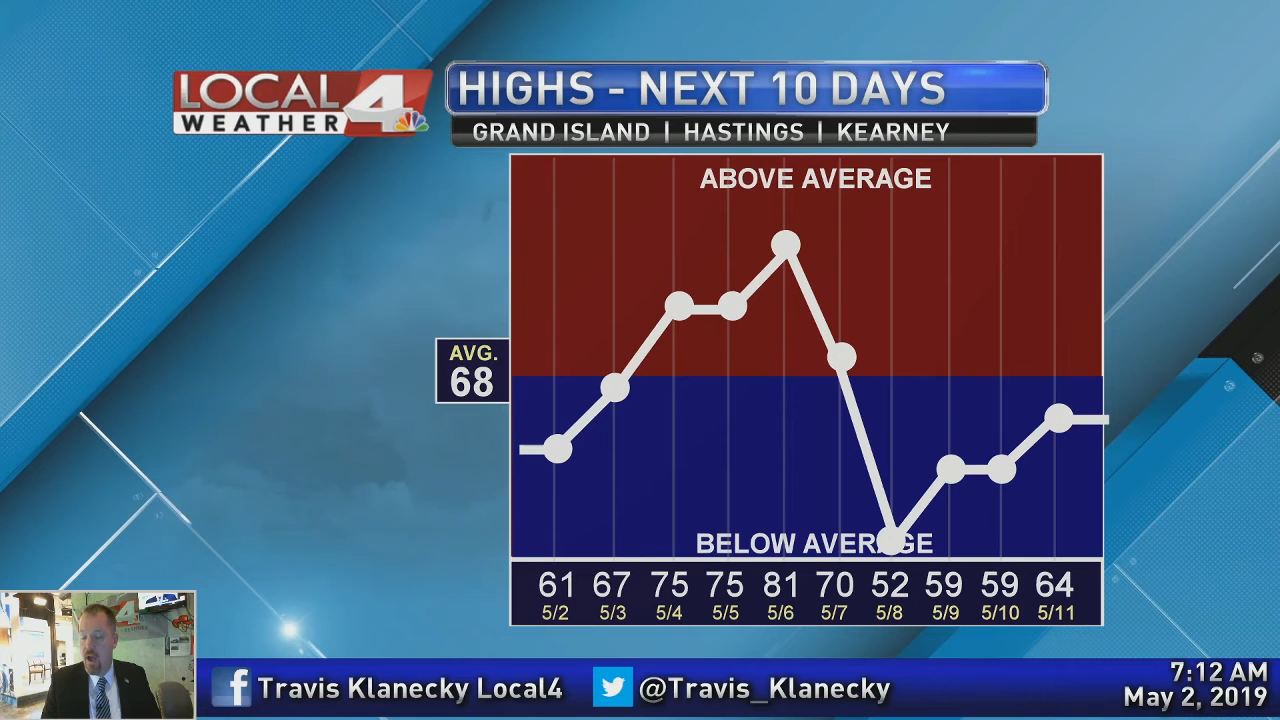 LOCAL 4
WEATHER
HIGHS - NEXT 10 DAYS
GRAND ISLAND | HASTINGS | KEARNEY
ABOVE AVERAGE
AVG.
68
BELOW AVERAGE
61 67 75 75 81 70 52 59 59 64
5/2 5/3 5/4 5/5 5/6 5/7 5/8 5/9 5/10 5/11
f Travis Klanecky Local4 @Travis_Klanecky
7:12 AM
May 2, 2019